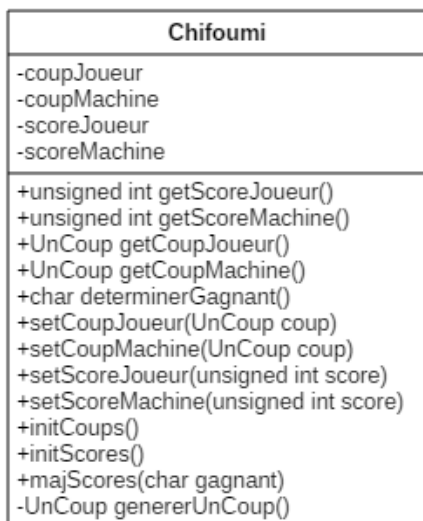 Chifoumi
-coupJoueur
-coupMachine
-scoreJoueur
-scoreMachine
+unsigned int getScoreJoueur()
+unsigned int getScoreMachine()
+UnCoup getCoupJoueur()
+UnCoup getCoupMachine()
+char determinerGagnant()
+setCoupJoueur(UnCoup coup)
+setCoupMachine(UnCoup coup)
+setScoreJoueur(unsigned int score)
+setScoreMachine(unsigned int score)
+initCoups()
+initScores()
+majScores(char gagnant)
-UnCoup genererUnCoup()